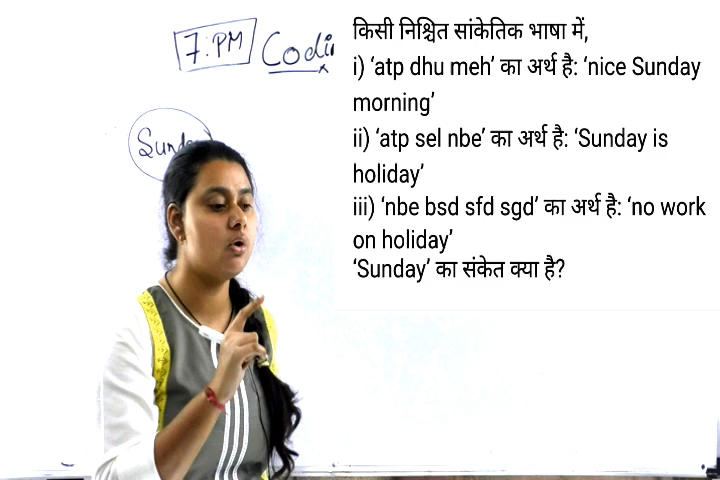 7:PM
किसी निश्चित सांकेतिक भाषा में,
i) ‘atp dhu meh’ का अर्थ है: ‘nice Sunday
morning’
ii) ‘atp sel nbe’ का अर्थ है: ‘Sunday is
holiday’
iii) ‘nbe bsd sfd sgd’ का अर्थ है: ‘no work
on holiday’
‘Sunday’ का संकेत क्या है?